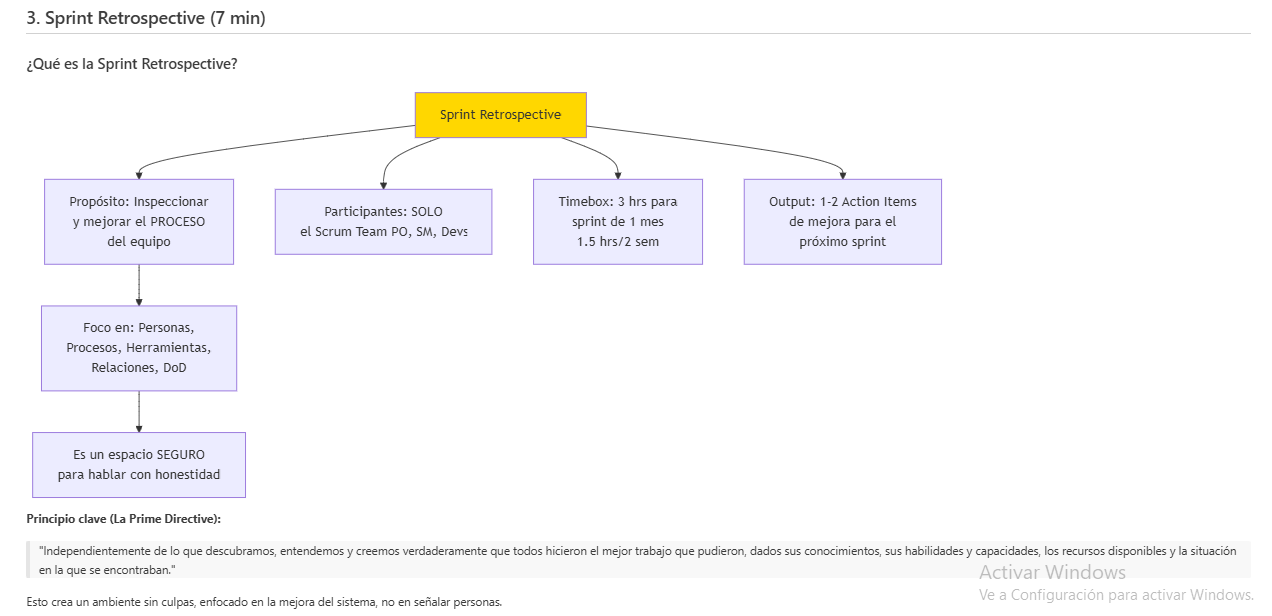 3. Sprint Retrospective (7 min)
¿Qué es la Sprint Retrospective?
Sprint Retrospective
Propósito: Inspeccionar
y mejorar el PROCESO
del equipo
Participantes: SOLO
el Scrum Team PO, SM, Devs
Timebox: 3 hrs para
sprint de 1 mes
1.5 hrs/2 sem
Output: 1-2 Action Items
de mejora para el
próximo sprint
Foco en: Personas,
Procesos, Herramientas,
Relaciones, DoD
Es un espacio SEGURO
para hablar con honestidad
Principio clave (La Prime Directive):
"Independientemente de lo que descubramos, entendemos y creemos verdaderamente que todos hicieron el mejor trabajo que pudieron, dados sus conocimientos, sus habilidades y capacidades, los recursos disponibles y la situación
en la que se encontraban."
Esto crea un ambiente sin culpas, enfocado en la mejora del sistema, no en señalar personas.
Activar Windows
Ve a Configuración para activar Windows.